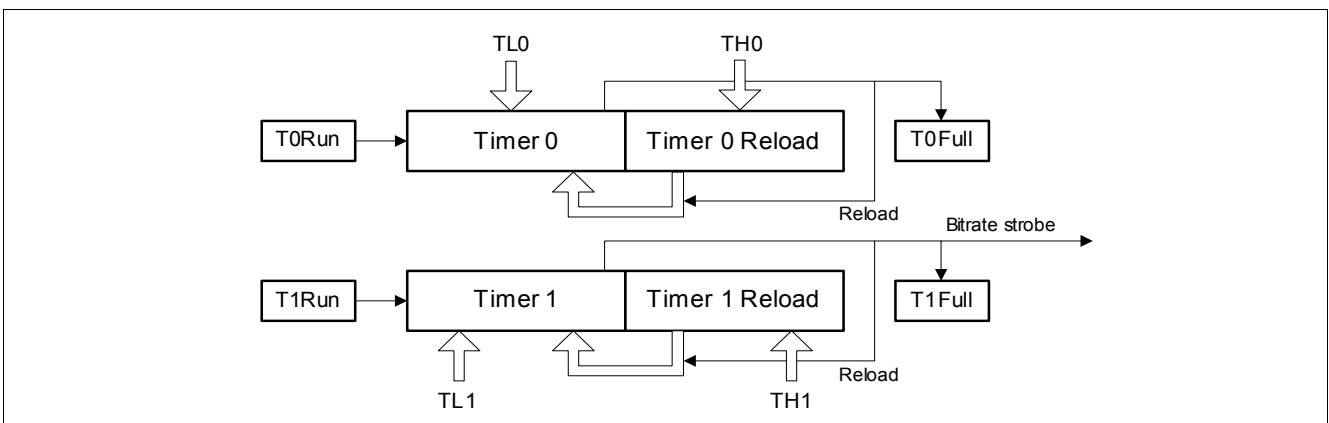 TL0 TH0
T0Run Timer 0 Timer 0 Reload T0Full
Reload
Bitrate strobe
T1Run Timer 1 Timer 1 Reload T1Full
Reload
TL1 TH1